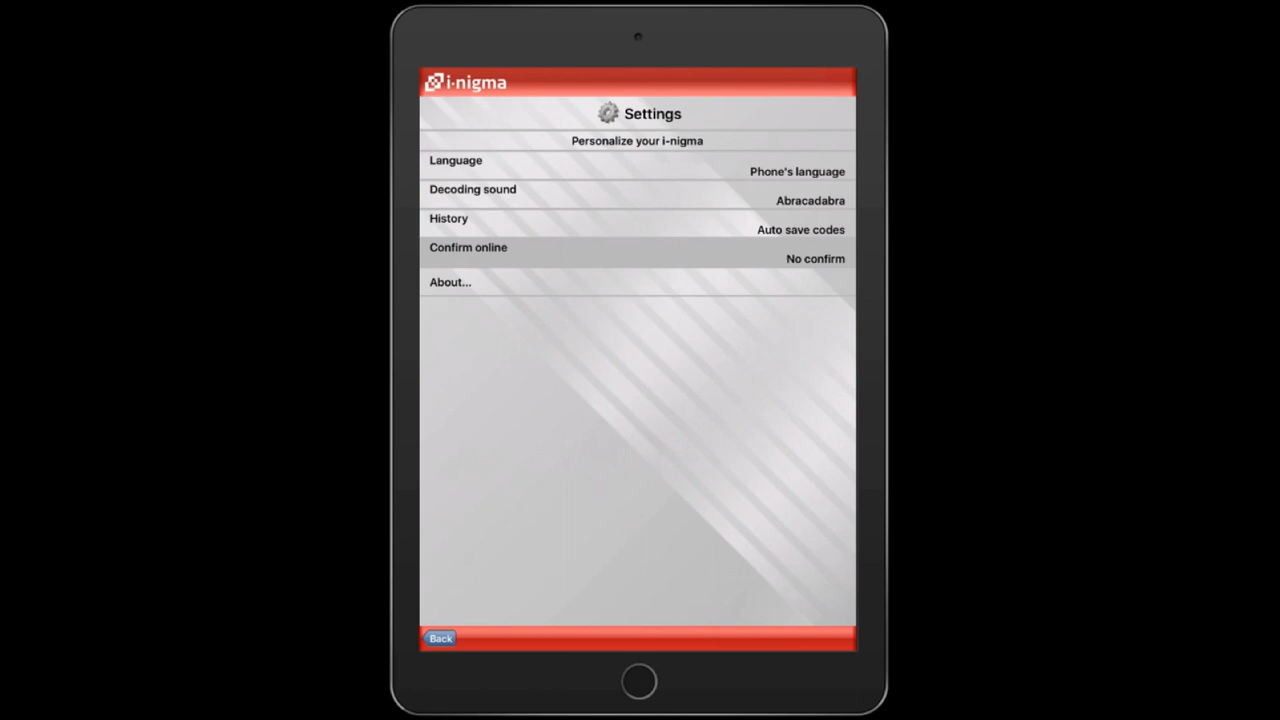 i-nigma
Settings
Personalize your i-nigma
Language
Phone's language
Decoding sound
Abracadabra
History
Auto save codes
Confirm online
No confirm
About...
Back